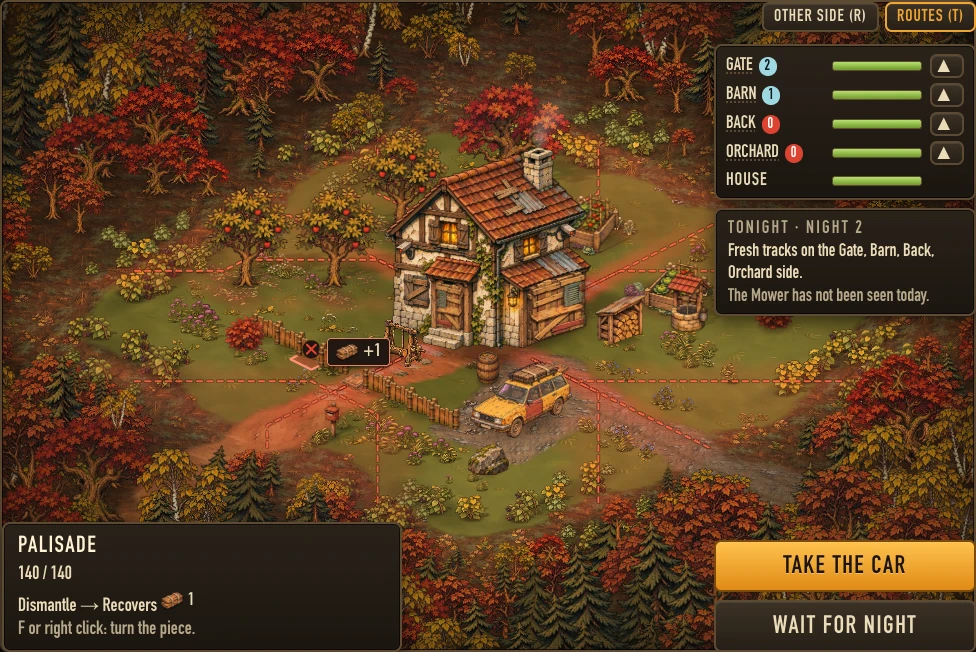 OTHER SIDE (R)
ROUTES (T)
GATE 2
BARN 1
BACK 0
ORCHARD 0
HOUSE
TONIGHT · NIGHT 2
Fresh tracks on the Gate, Barn, Back,
Orchard side.
The Mower has not been seen today.
+1
PALISADE
140 / 140
Dismantle → Recovers 1
F or right click: turn the piece.
TAKE THE CAR
WAIT FOR NIGHT